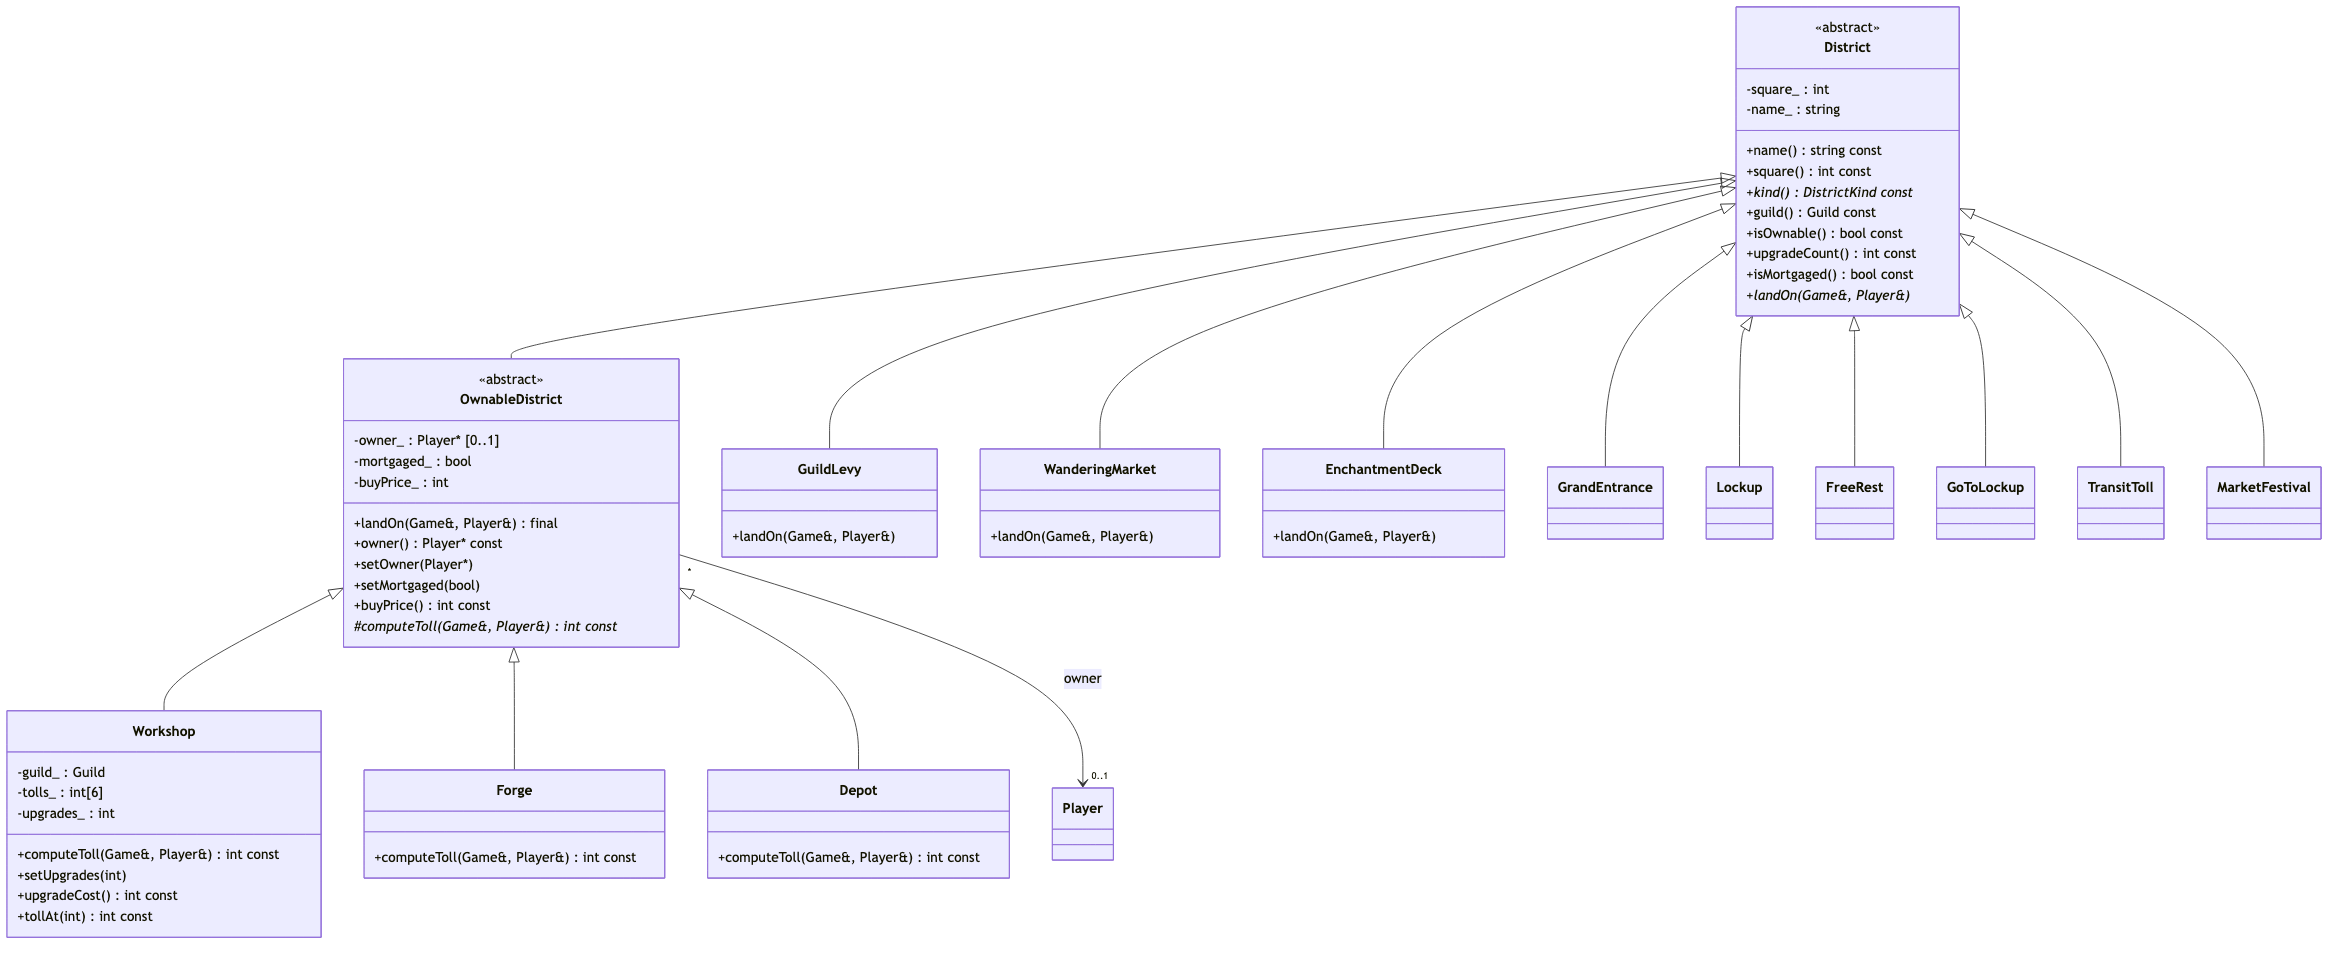 «abstract»
District
-square_ : int
-name_ : string
+name() : string const
+square() : int const
+kind() : DistrictKind const
+guild() : Guild const
+isOwnable() : bool const
+upgradeCount() : int const
+isMortgaged() : bool const
+landOn(Game&, Player&)
«abstract»
OwnableDistrict
-owner_ : Player* [0..1]
-mortgaged_ : bool
-buyPrice_ : int
+landOn(Game&, Player&) : final
+owner() : Player* const
+setOwner(Player*)
+setMortgaged(bool)
+buyPrice() : int const
#computeToll(Game&, Player&) : int const
GuildLevy
+landOn(Game&, Player&)
WanderingMarket
+landOn(Game&, Player&)
EnchantmentDeck
+landOn(Game&, Player&)
GrandEntrance
Lockup
FreeRest
GoToLockup
TransitToll
MarketFestival
*
owner
0..1
Workshop
-guild_ : Guild
-tolls_ : int[6]
-upgrades_ : int
+computeToll(Game&, Player&) : int const
+setUpgrades(int)
+upgradeCost() : int const
+tollAt(int) : int const
Forge
+computeToll(Game&, Player&) : int const
Depot
+computeToll(Game&, Player&) : int const
Player